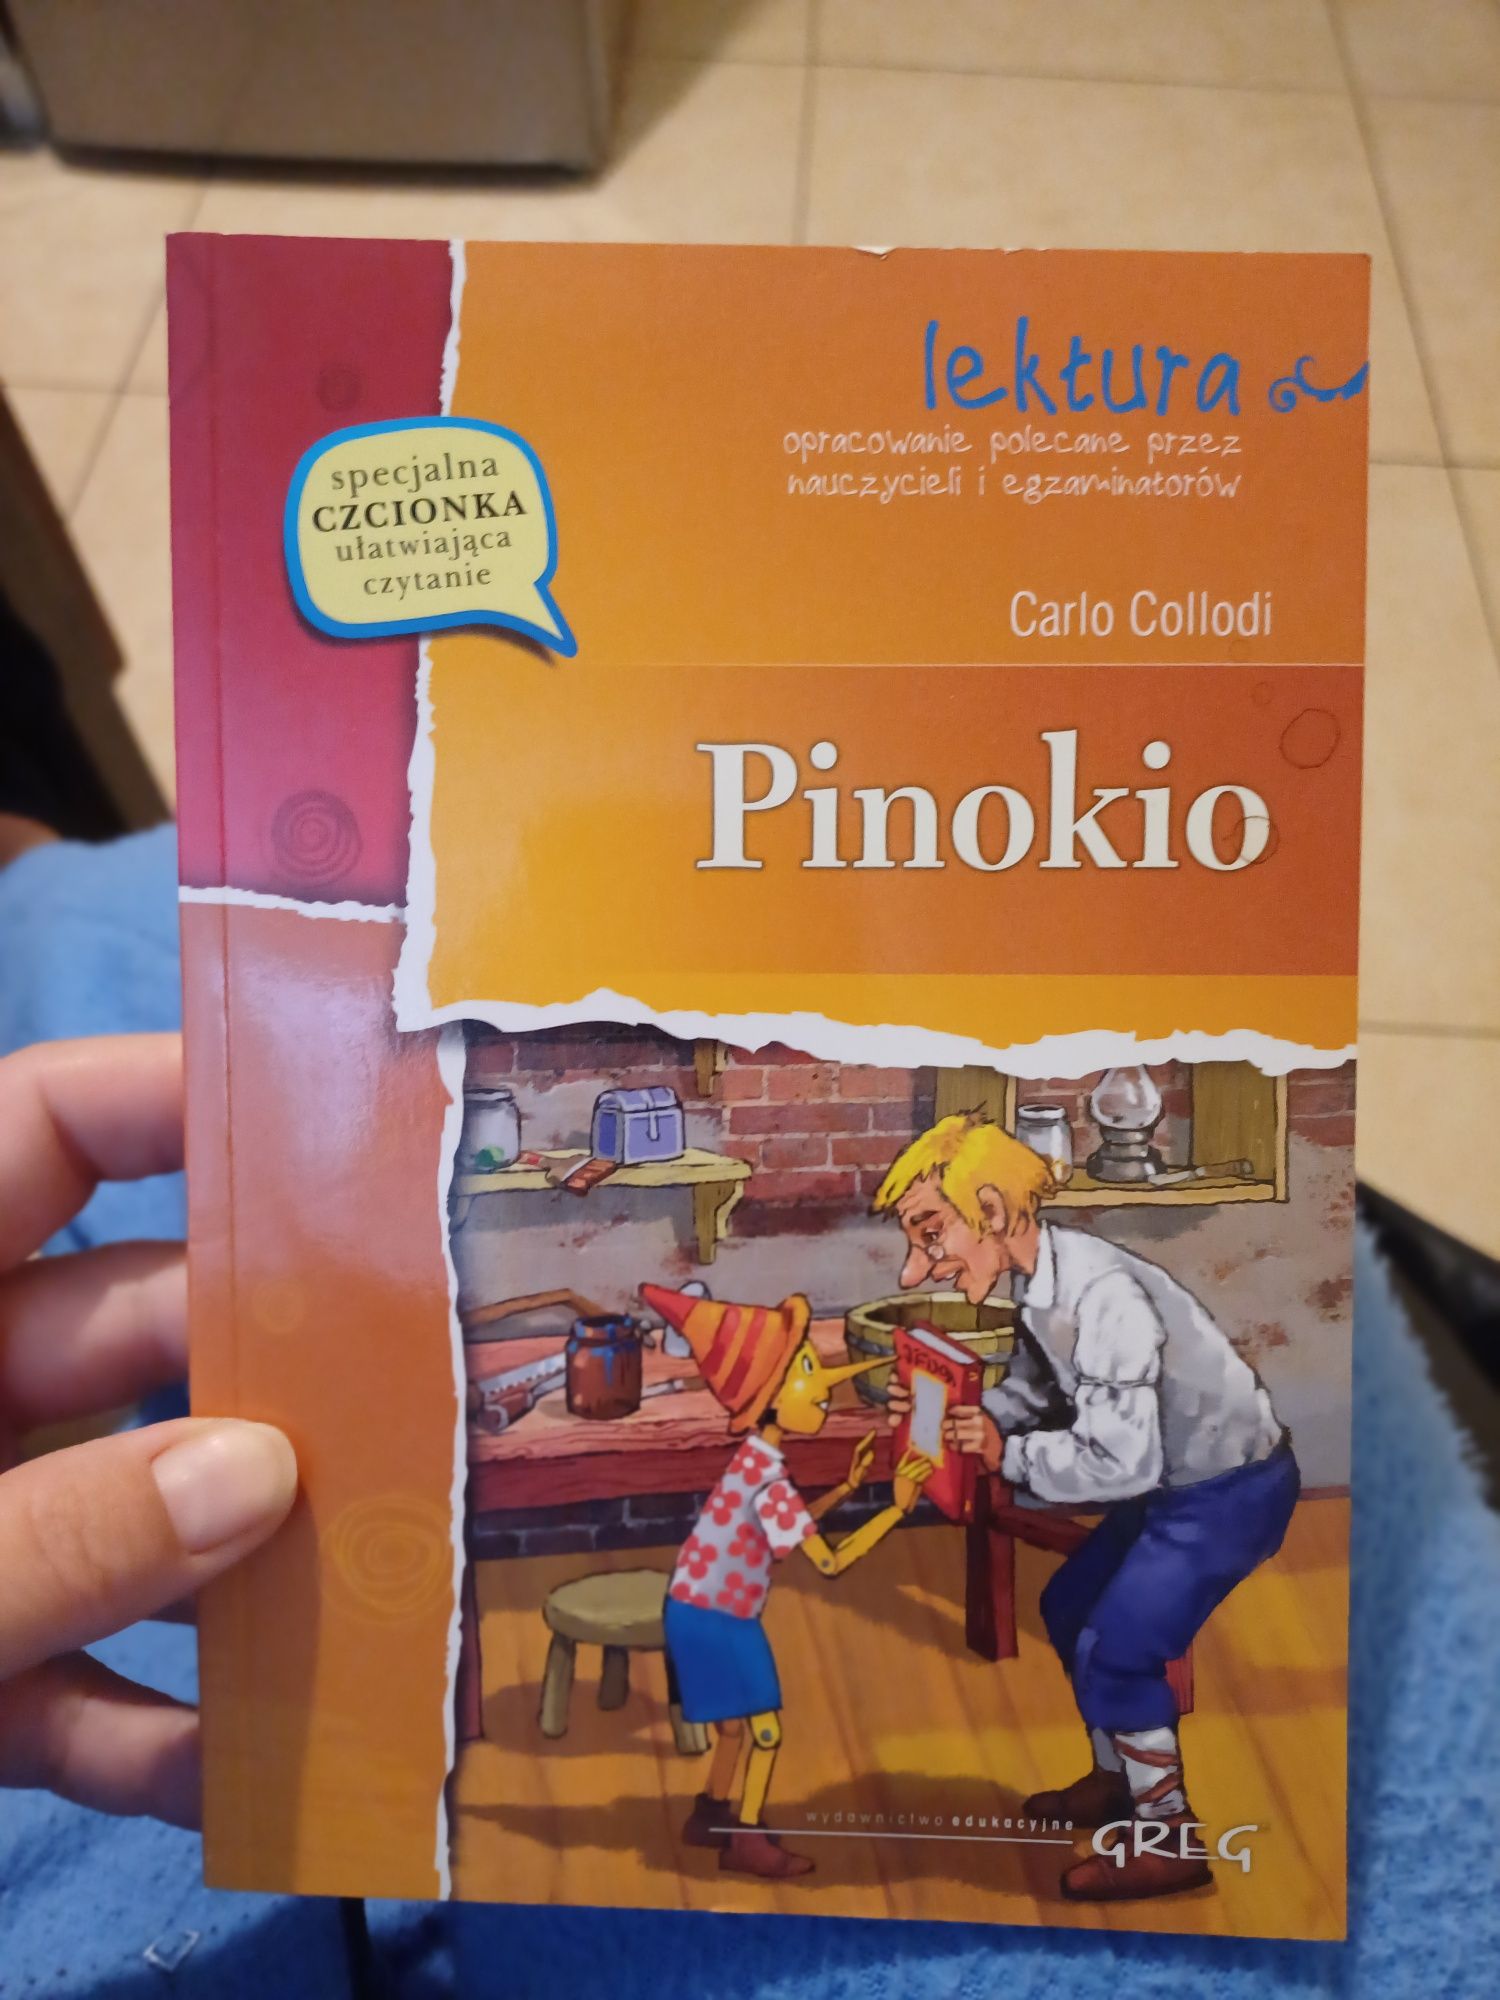 lektura
opracowanie polecane przez
nauczycieli i egzaminatorów
specjalna
CZCIONKA
ułatwiająca
czytanie
Carlo Collodi
Pinokio
wydawnictwo edukacyjne
GREG